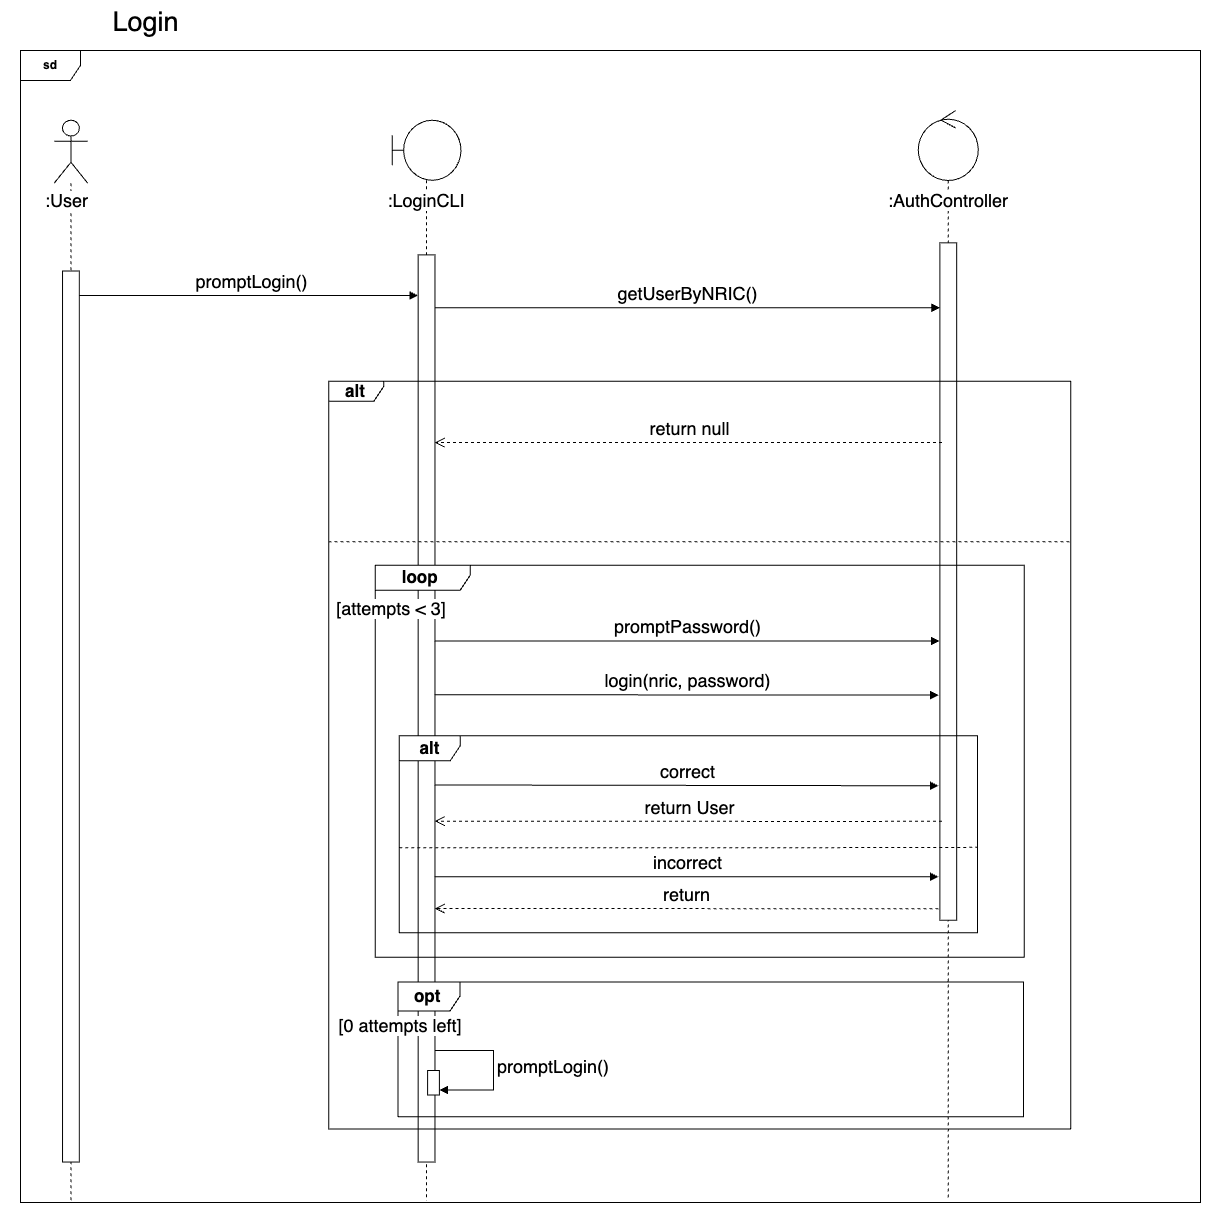 Login
sd
:User
:LoginCLI
:AuthController
promptLogin()
getUserByNRIC()
alt
return null
loop
[attempts < 3]
promptPassword()
login(nric, password)
alt
correct
return User
incorrect
return
opt
[0 attempts left]
promptLogin()